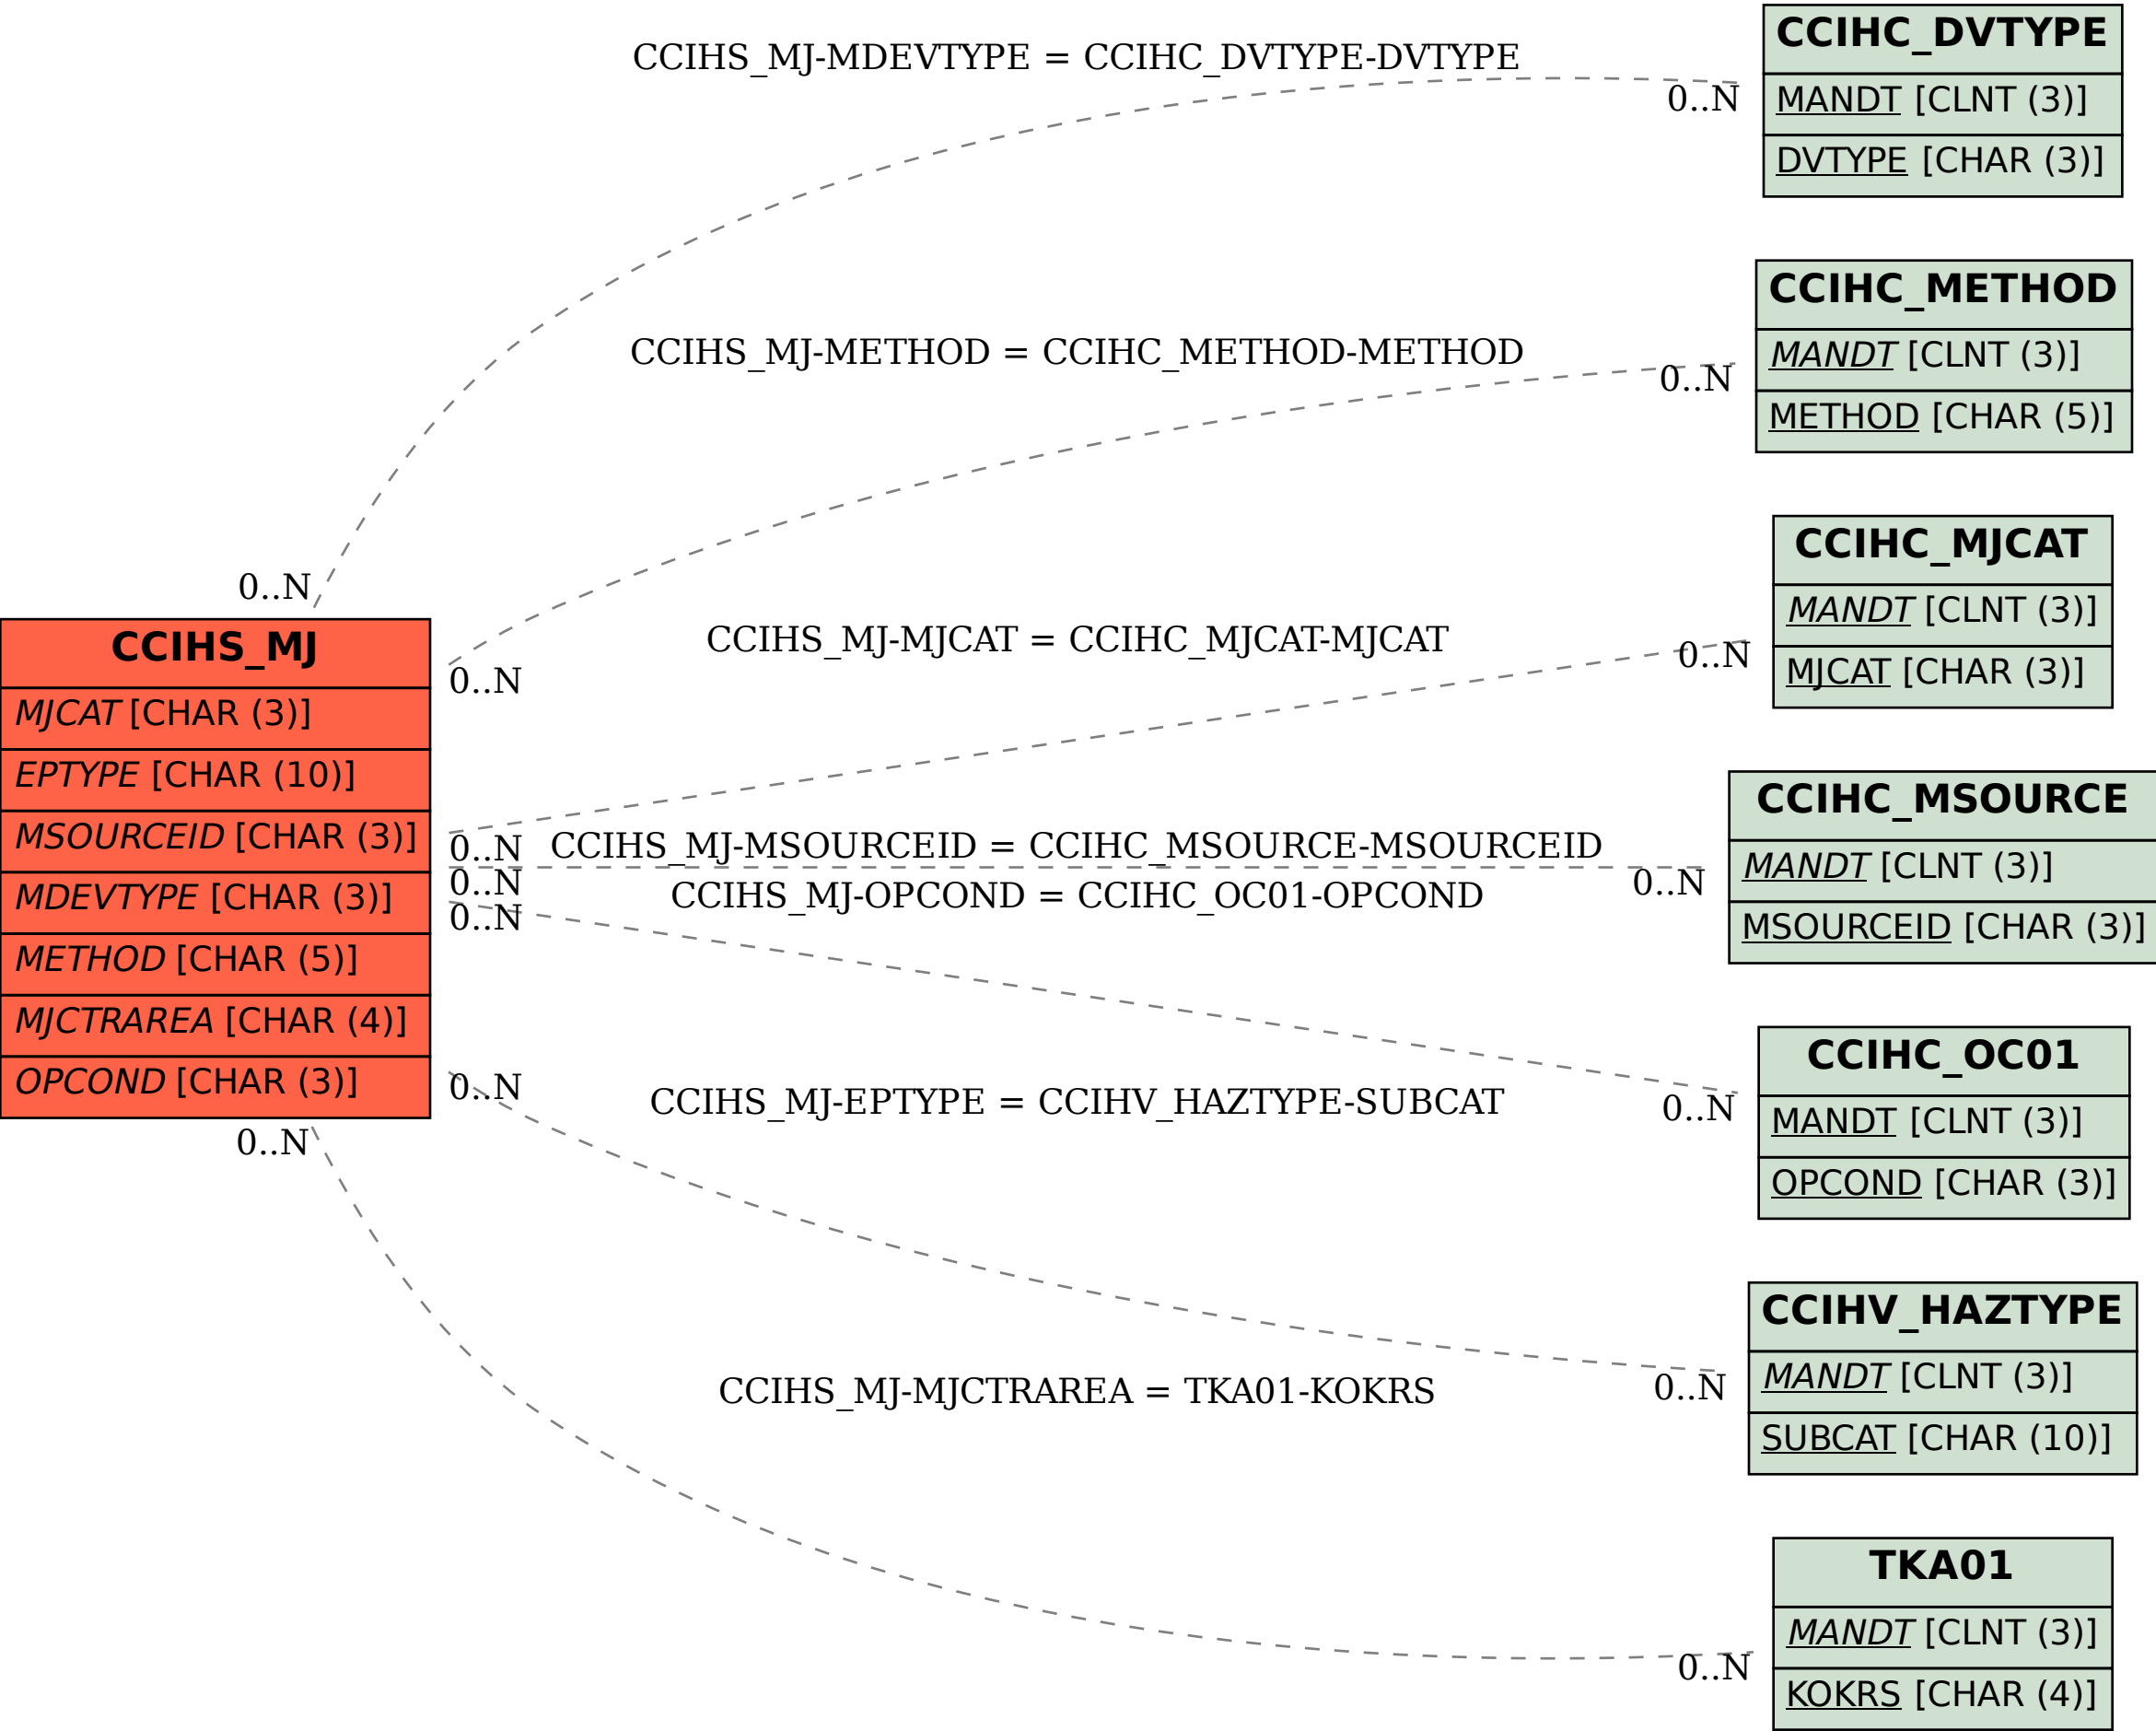 CCIHC_DVTYPE
MANDT [CLNT (3)]
DVTYPE [CHAR (3)]
CCIHS_MJ-MDEVTYPE = CCIHC_DVTYPE-DVTYPE
0..N
0..N
CCIHC_METHOD
MANDT [CLNT (3)]
METHOD [CHAR (5)]
CCIHS_MJ-METHOD = CCIHC_METHOD-METHOD
0..N
0..N
CCIHC_MJCAT
MANDT [CLNT (3)]
MJCAT [CHAR (3)]
CCIHS_MJ-MJCAT = CCIHC_MJCAT-MJCAT
0..N
0..N
CCIHS_MJ
MJCAT [CHAR (3)]
EPTYPE [CHAR (10)]
MSOURCEID [CHAR (3)]
MDEVTYPE [CHAR (3)]
METHOD [CHAR (5)]
MJCTRAREA [CHAR (4)]
OPCOND [CHAR (3)]
CCIHC_MSOURCE
MANDT [CLNT (3)]
MSOURCEID [CHAR (3)]
CCIHS_MJ-MSOURCEID = CCIHC_MSOURCE-MSOURCEID
0..N
0..N
CCIHS_MJ-OPCOND = CCIHC_OC01-OPCOND
0..N
0..N
CCIHC_OC01
MANDT [CLNT (3)]
OPCOND [CHAR (3)]
CCIHS_MJ-EPTYPE = CCIHV_HAZTYPE-SUBCAT
0..N
0..N
CCIHV_HAZTYPE
MANDT [CLNT (3)]
SUBCAT [CHAR (10)]
CCIHS_MJ-MJCTRAREA = TKA01-KOKRS
0..N
0..N
TKA01
MANDT [CLNT (3)]
KOKRS [CHAR (4)]